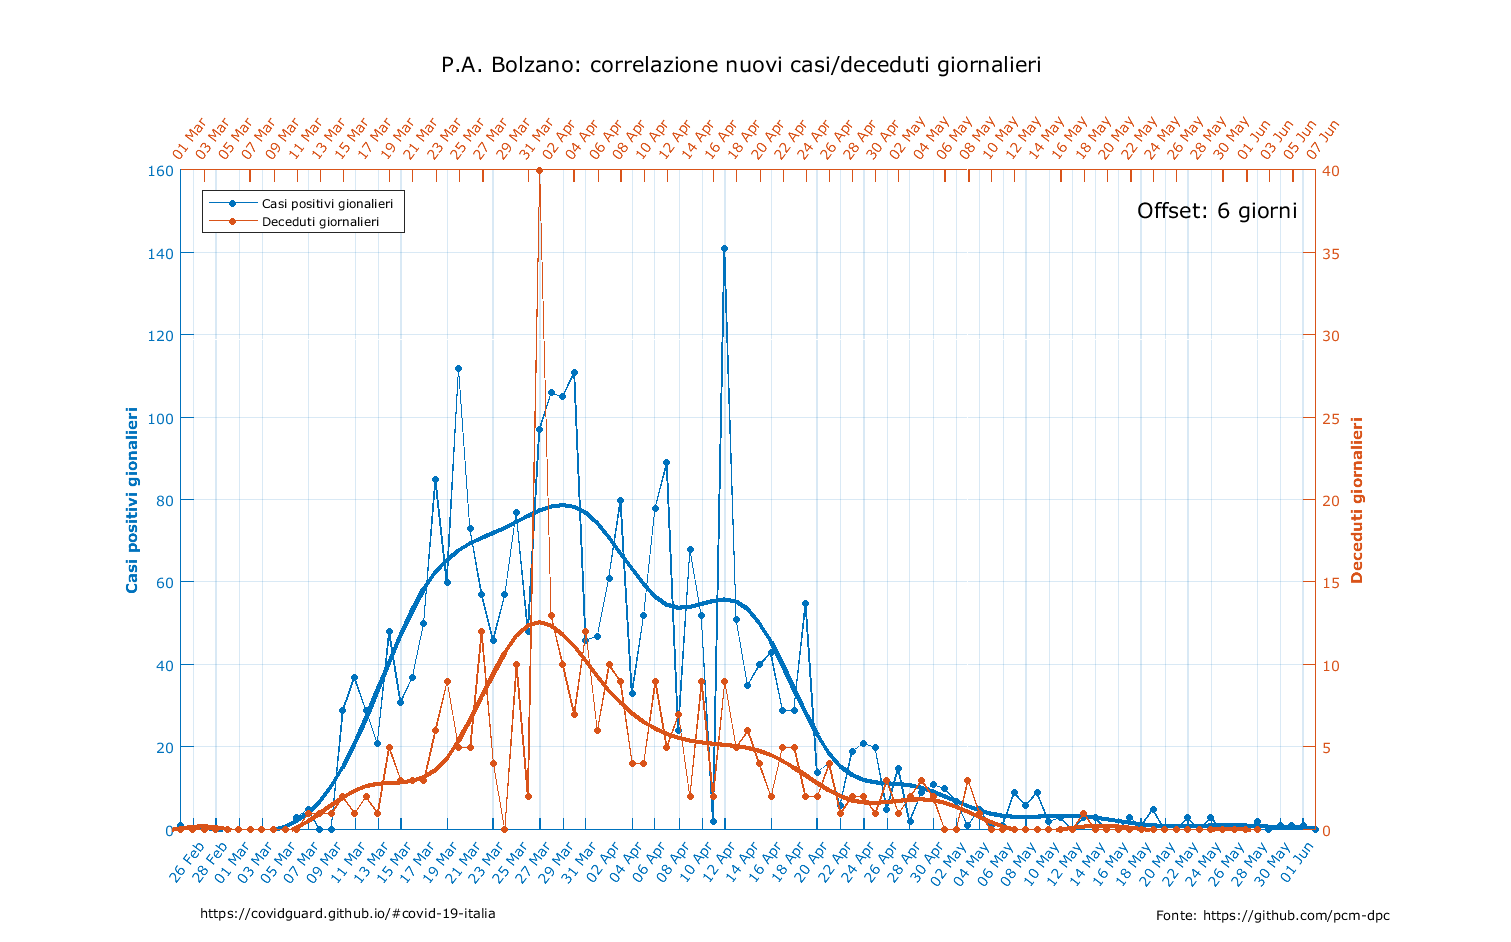 P.A. Bolzano: correlazione nuovi casi/deceduti giornalieri
01 Mar
03 Mar
05 Mar
07 Mar
09 Mar
11 Mar
13 Mar
15 Mar
17 Mar
19 Mar
21 Mar
23 Mar
25 Mar
27 Mar
29 Mar
31 Mar
02 Apr
04 Apr
06 Apr
08 Apr
10 Apr
12 Apr
14 Apr
16 Apr
18 Apr
20 Apr
22 Apr
24 Apr
26 Apr
28 Apr
30 Apr
02 May
04 May
06 May
08 May
10 May
12 May
14 May
16 May
18 May
20 May
22 May
24 May
26 May
28 May
30 May
01 Jun
03 Jun
05 Jun
07 Jun
160
140
120
100
80
60
40
20
0
Casi positivi gionalieri
Casi positivi gionalieri
Deceduti giornalieri
Offset: 6 giorni
40
35
30
25
20
15
10
5
0
Deceduti giornalieri
26 Feb
28 Feb
01 Mar
03 Mar
05 Mar
07 Mar
09 Mar
11 Mar
13 Mar
15 Mar
17 Mar
19 Mar
21 Mar
23 Mar
25 Mar
27 Mar
29 Mar
31 Mar
02 Apr
04 Apr
06 Apr
08 Apr
10 Apr
12 Apr
14 Apr
16 Apr
18 Apr
20 Apr
22 Apr
24 Apr
26 Apr
28 Apr
30 Apr
02 May
04 May
06 May
08 May
10 May
12 May
14 May
16 May
18 May
20 May
22 May
24 May
26 May
28 May
30 May
01 Jun
https://covidguard.github.io/#covid-19-italia
Fonte: https://github.com/pcm-dpc